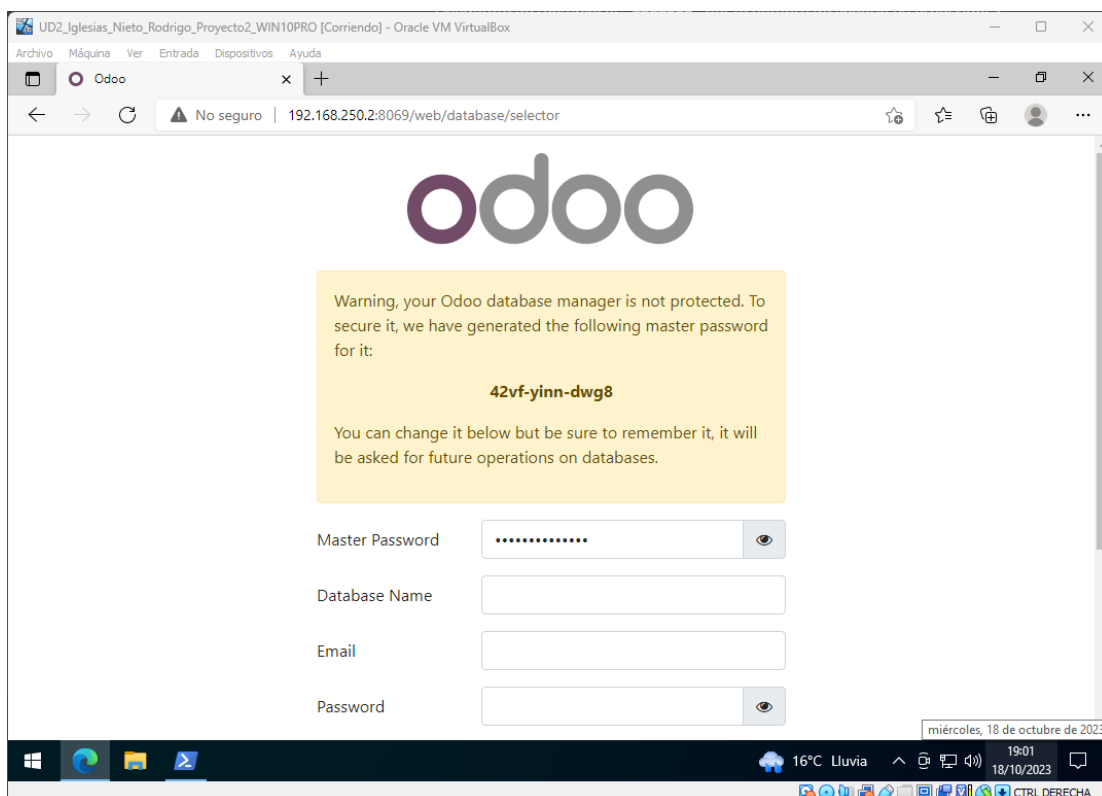 UD2_Iglesias_Nieto_Rodrigo_Proyecto2_WIN10PRO [Corriendo] - Oracle VM VirtualBox
Archivo Máquina Ver Entrada Dispositivos Ayuda
Odoo
No seguro | 192.168.250.2:8069/web/database/selector
odoo
Warning, your Odoo database manager is not protected. To
secure it, we have generated the following master password
for it:
42vf-yinn-dwg8
You can change it below but be sure to remember it, it will
be asked for future operations on databases.
Master Password ••••••••••••••
Database Name
Email
Password
miércoles, 18 de octubre de 2023
16°C Lluvia 19:01
18/10/2023
CTRL DERECHA